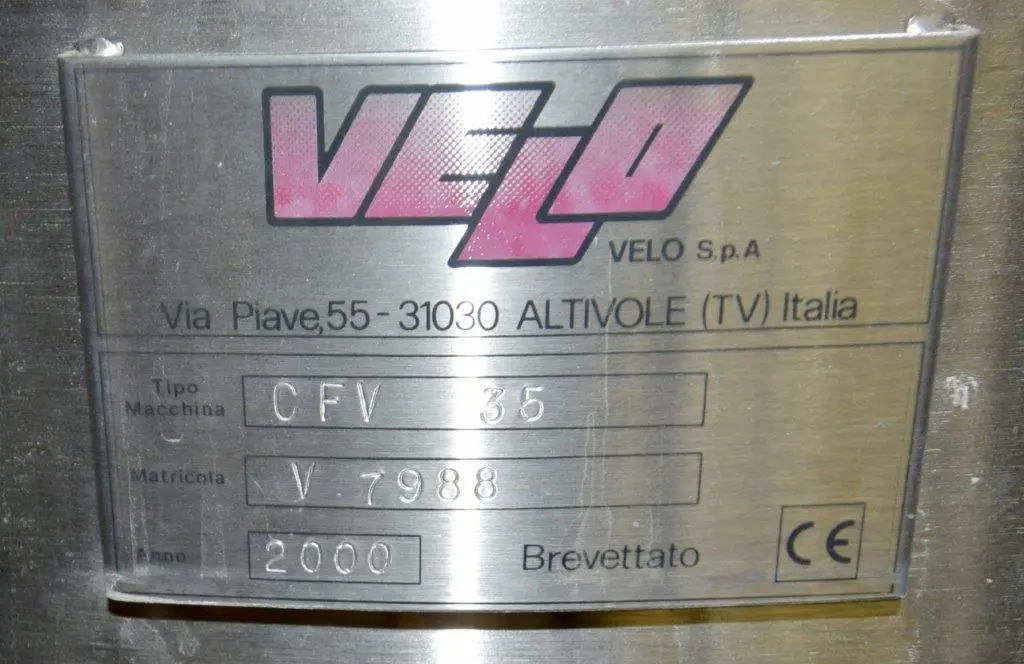 VELO
VELO S.p.A
Via Piave,55-31030 ALTIVOLE (TV) Italia
Tipo
Macchina
CFV 35
Matricola
V 7988
Anno
2000
Brevettato
CE